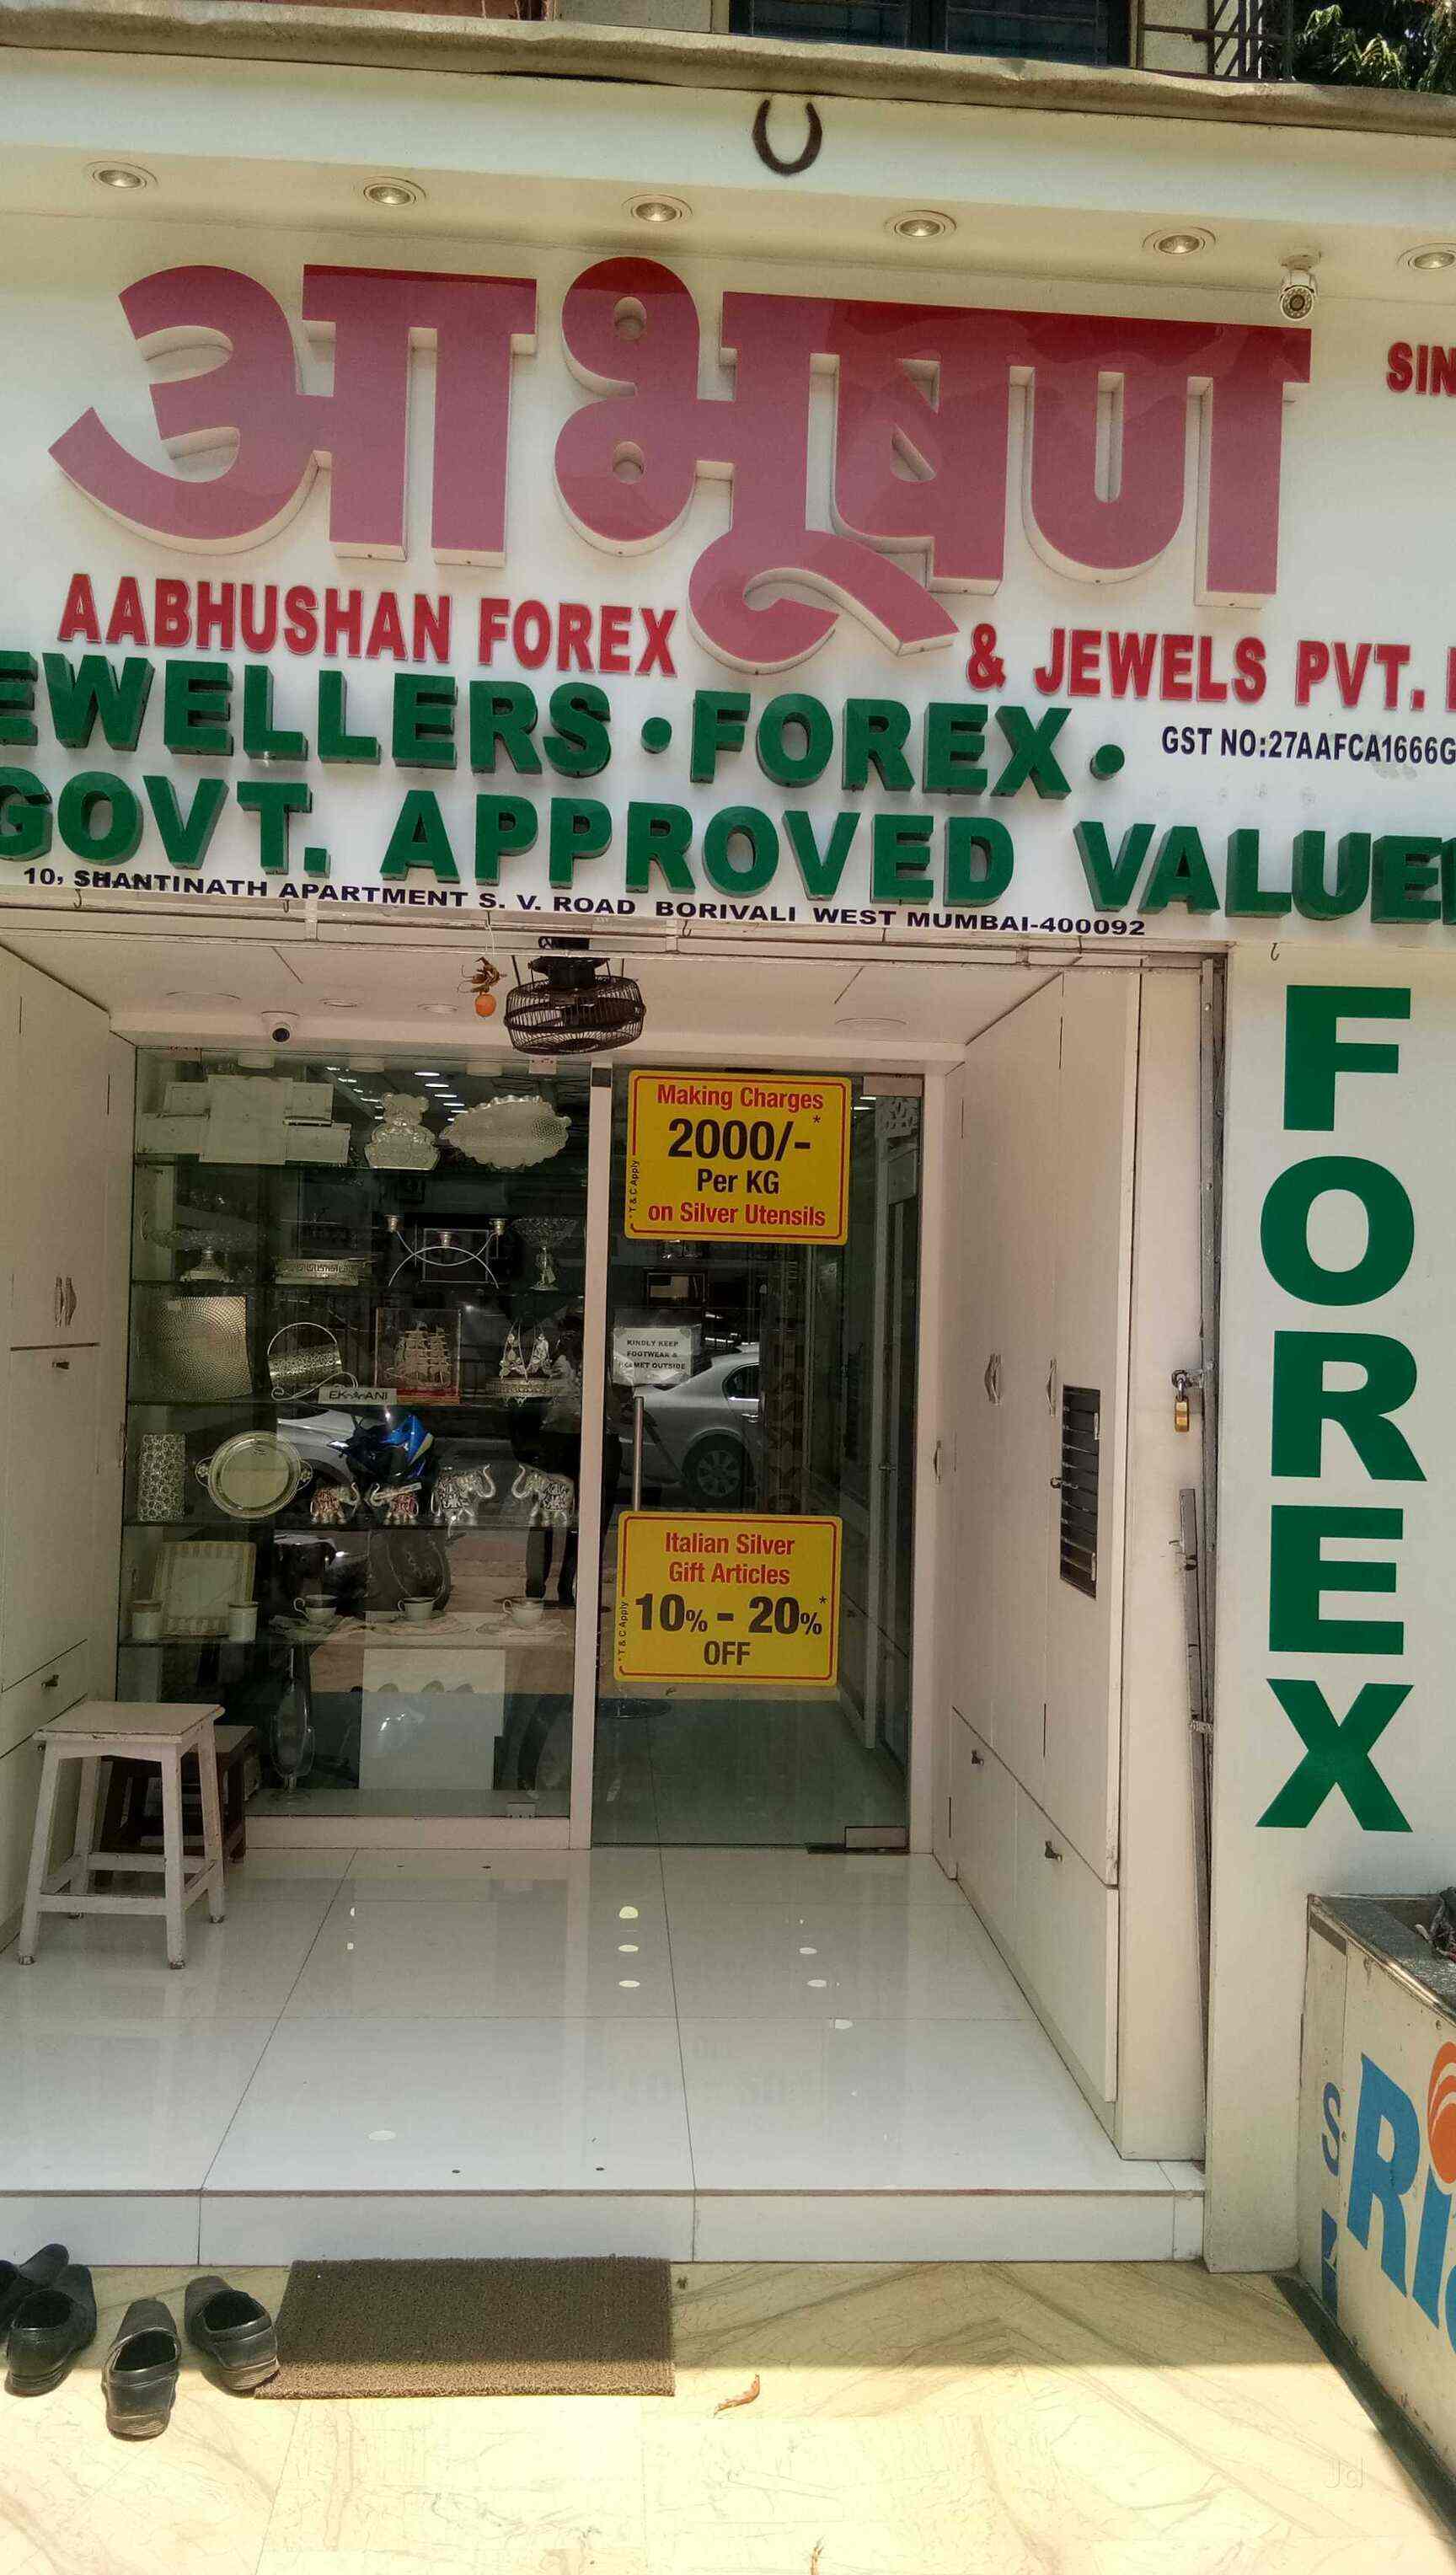 आभूषण
SIN
AABHUSHAN FOREX & JEWELS PVT.
EWELLERS • FOREX •
GST NO:27AAFCA1666G
GOVT. APPROVED VALUE
10, SHANTINATH APARTMENT S. V. ROAD BORIVALI WEST MUMBAI-400092
FOREX
Making Charges
2000/-*
Per KG
on Silver Utensils
*T & C Apply
KINDLY KEEP
FOOTWEAR &
HELMET OUTSIDE
Italian Silver
Gift Articles
10% - 20%*
OFF
*T & C Apply
Jd